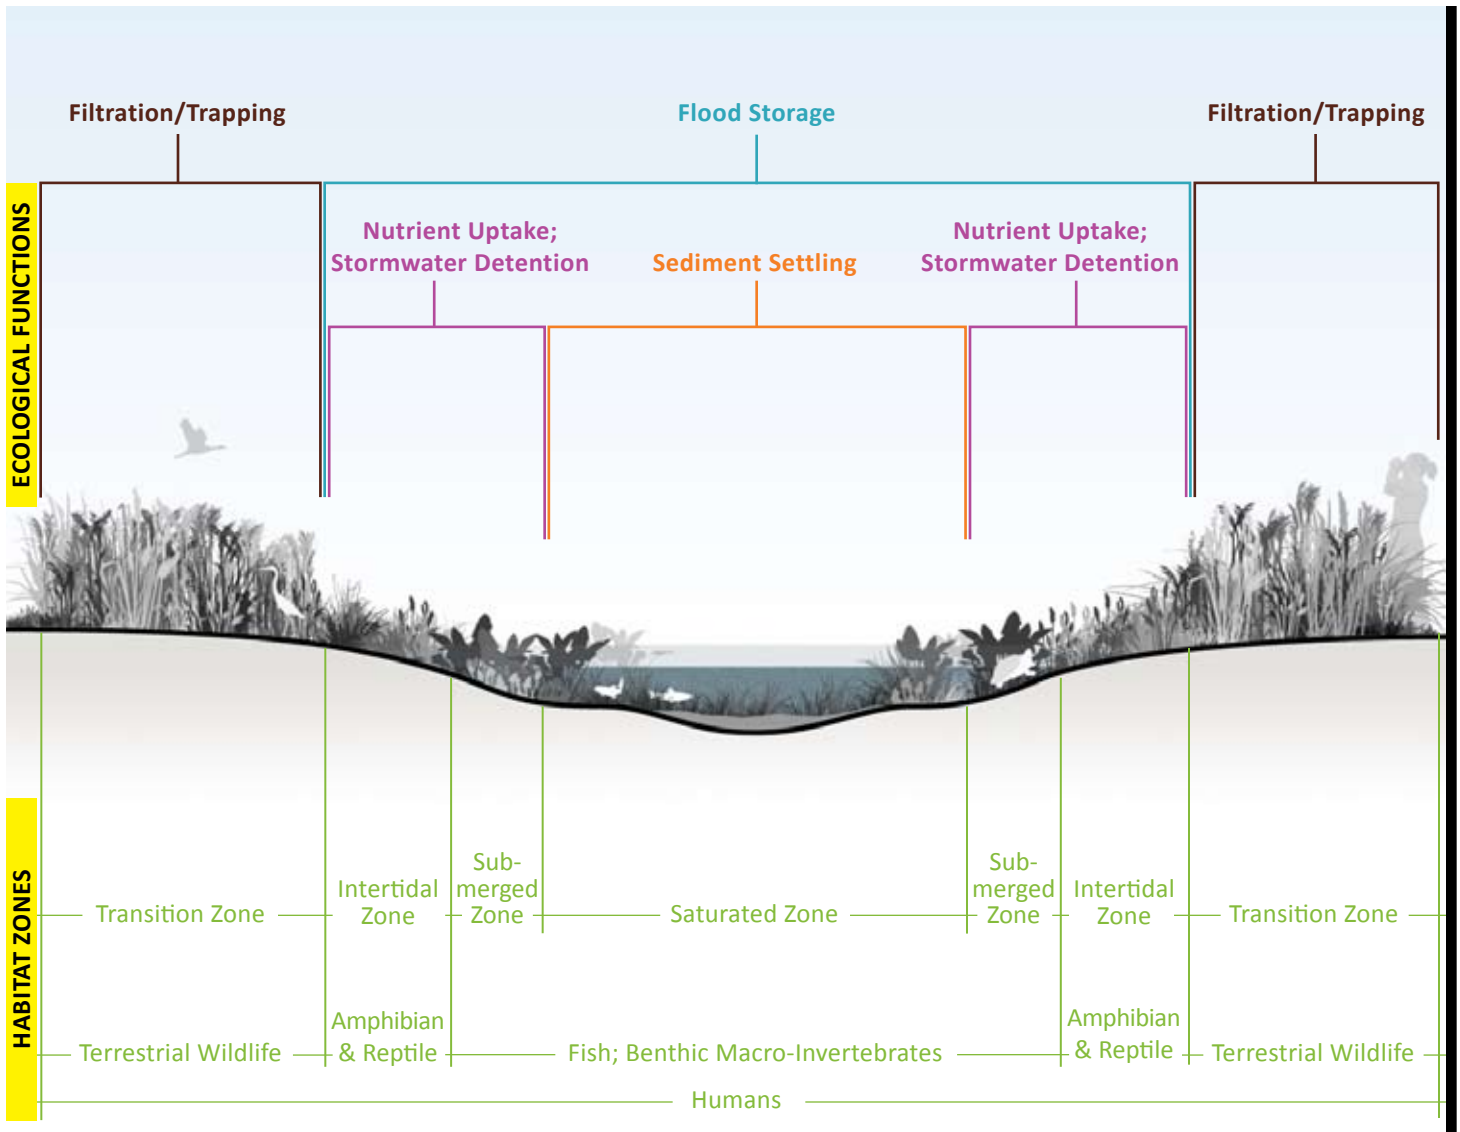 Filtration/Trapping
Flood Storage
Filtration/Trapping
ECOLOGICAL FUNCTIONS
Nutrient Uptake;
Stormwater Detention
Sediment Settling
Nutrient Uptake;
Stormwater Detention
HABITAT ZONES
Transition Zone
Intertidal
Zone
Sub-
merged
Zone
Saturated Zone
Sub-
merged
Zone
Intertidal
Zone
Transition Zone
Terrestrial Wildlife
Amphibian
& Reptile
Fish; Benthic Macro-Invertebrates
Amphibian
& Reptile
Terrestrial Wildlife
Humans